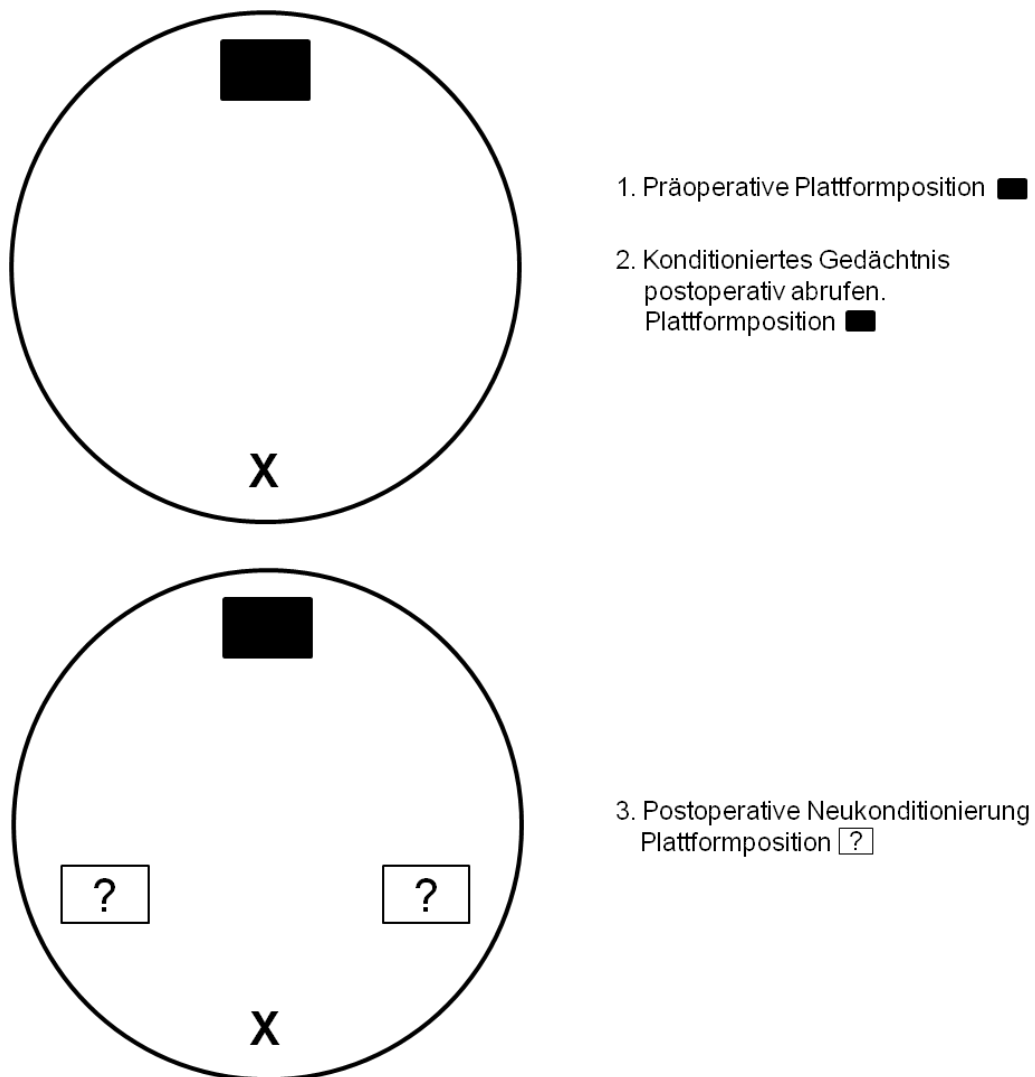 X
1. Präoperative Plattformposition
2. Konditioniertes Gedächtnis
postoperativ abrufen.
Plattformposition
? ?
X
3. Postoperative Neukonditionierung
Plattformposition ?